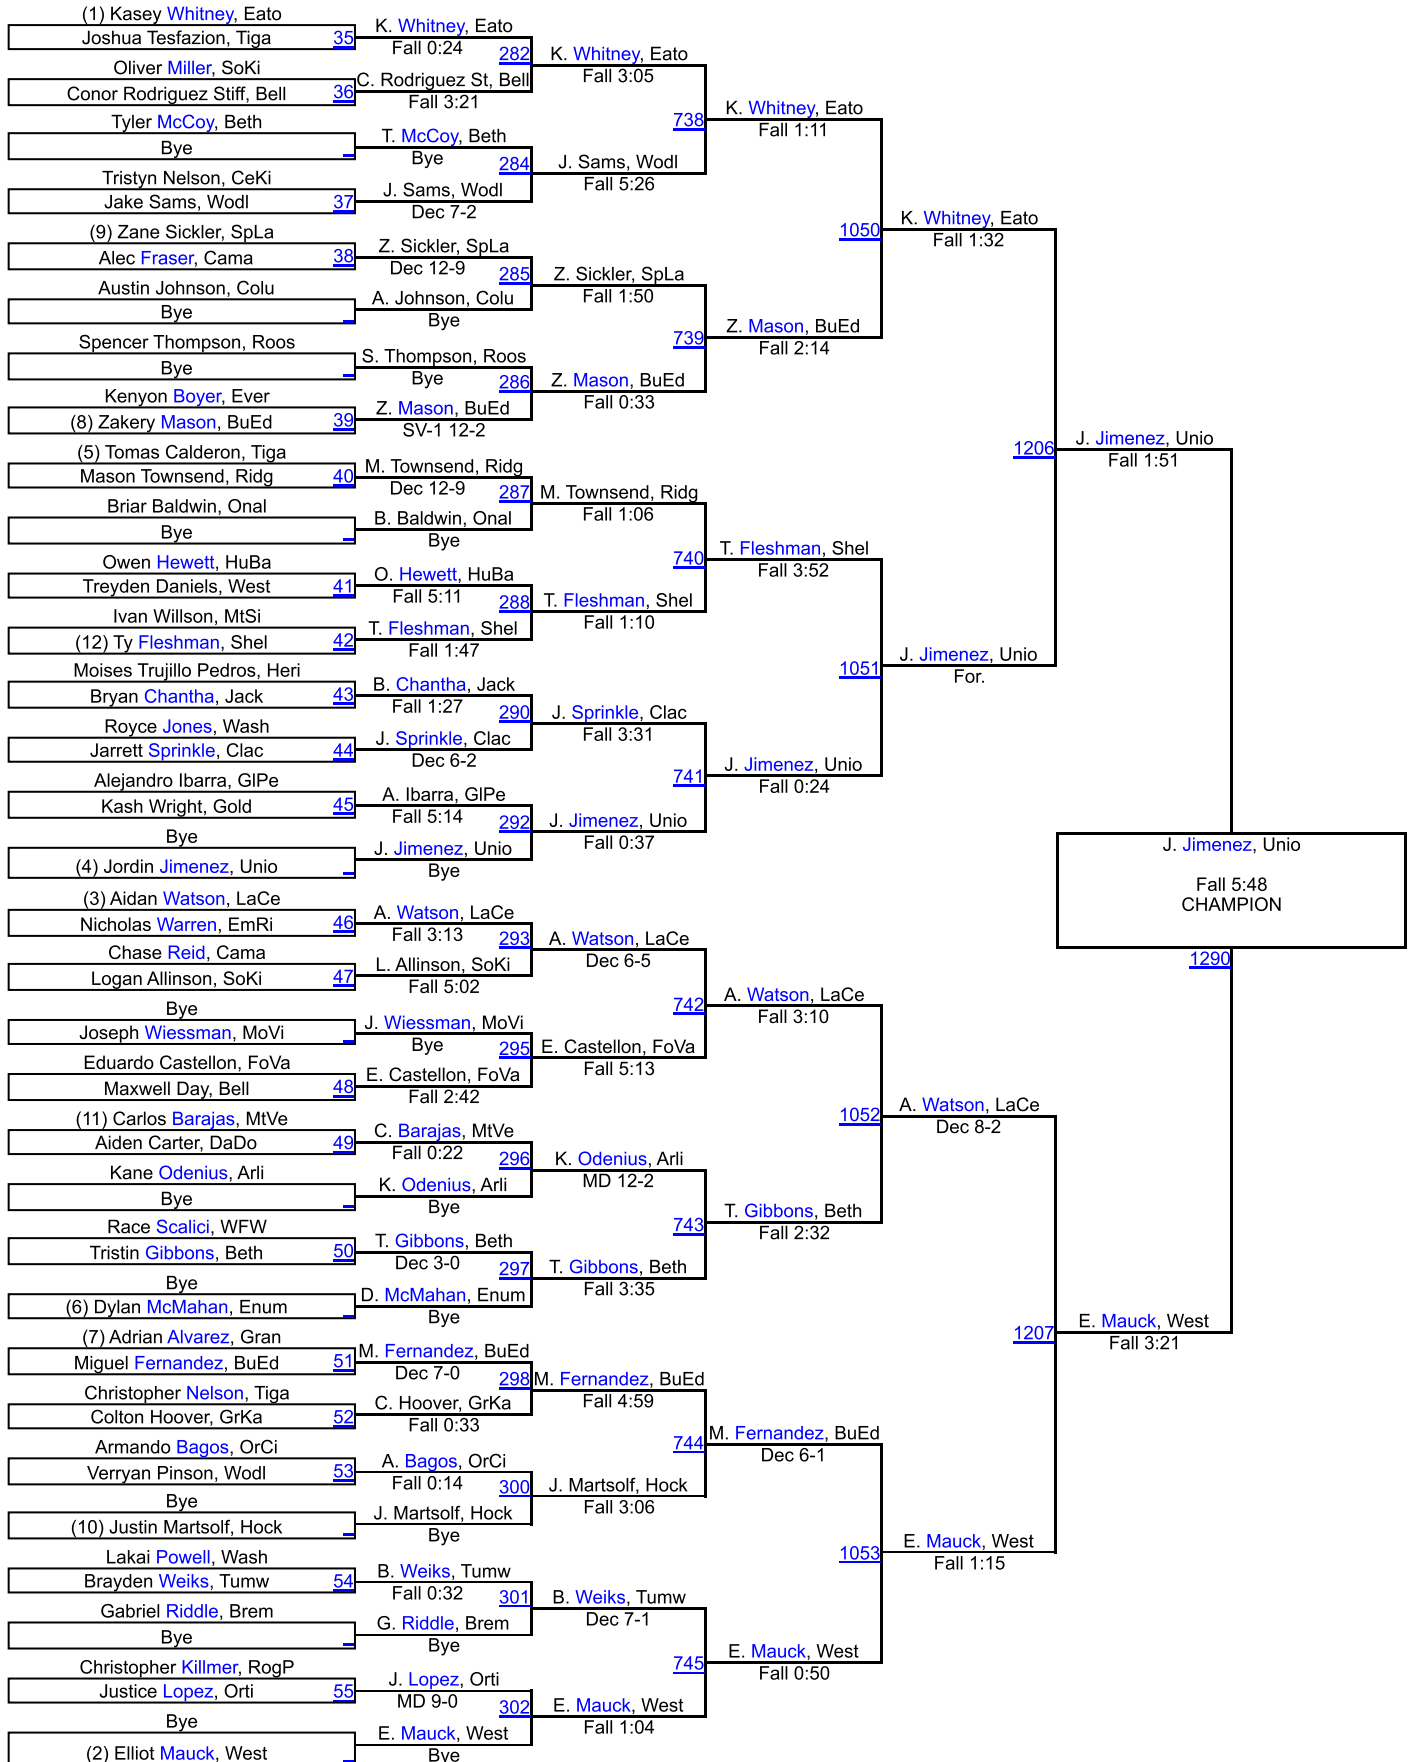 (1) Kasey Whitney, Eato
Joshua Tesfazion, Tiga 35
Oliver Miller, SoKi
Conor Rodriguez Stiff, Bell 36
Tyler McCoy, Beth
Bye
Tristyn Nelson, CeKi
Jake Sams, Wodl 37
(9) Zane Sickler, SpLa
Alec Fraser, Cama 38
Austin Johnson, Colu
Bye
Spencer Thompson, Roos
Bye
Kenyon Boyer, Ever
(8) Zakery Mason, BuEd 39
(5) Tomas Calderon, Tiga
Mason Townsend, Ridg 40
Briar Baldwin, Onal
Bye
Owen Hewett, HuBa
Treyden Daniels, West 41
Ivan Willson, MtSi
(12) Ty Fleshman, Shel 42
Moises Trujillo Pedros, Heri
Bryan Chantha, Jack 43
Royce Jones, Wash
Jarrett Sprinkle, Clac 44
Alejandro Ibarra, GlPe
Kash Wright, Gold 45
Bye
(4) Jordin Jimenez, Unio
(3) Aidan Watson, LaCe
Nicholas Warren, EmRi 46
Chase Reid, Cama
Logan Allinson, SoKi 47
Bye
Joseph Wiessman, MoVi
Eduardo Castellon, FoVa
Maxwell Day, Bell 48
(11) Carlos Barajas, MtVe
Aiden Carter, DaDo 49
Kane Odenius, Arli
Bye
Race Scalici, WFW
Tristin Gibbons, Beth 50
Bye
(6) Dylan McMahan, Enum
(7) Adrian Alvarez, Gran
Miguel Fernandez, BuEd 51
Christopher Nelson, Tiga
Colton Hoover, GrKa 52
Armando Bagos, OrCi
Verryan Pinson, Wodl 53
Bye
(10) Justin Martsolf, Hock
Lakai Powell, Wash
Brayden Weiks, Tumw 54
Gabriel Riddle, Brem
Bye
Christopher Killmer, RogP
Justice Lopez, Orti 55
Bye
(2) Elliot Mauck, West
K. Whitney, Eato
Fall 0:24
282
C. Rodriguez St, Bell
Fall 3:21
T. McCoy, Beth
Bye
284
J. Sams, Wodl
Dec 7-2
Z. Sickler, SpLa
Dec 12-9
285
A. Johnson, Colu
Bye
S. Thompson, Roos
Bye
286
Z. Mason, BuEd
SV-1 12-2
M. Townsend, Ridg
Dec 12-9
287
B. Baldwin, Onal
Bye
O. Hewett, HuBa
Fall 5:11
288
T. Fleshman, Shel
Fall 1:47
B. Chantha, Jack
Fall 1:27
290
J. Sprinkle, Clac
Dec 6-2
A. Ibarra, GlPe
Fall 5:14
292
J. Jimenez, Unio
Bye
A. Watson, LaCe
Fall 3:13
293
L. Allinson, SoKi
Fall 5:02
J. Wiessman, MoVi
Bye
295
E. Castellon, FoVa
Fall 2:42
C. Barajas, MtVe
Fall 0:22
296
K. Odenius, Arli
Bye
T. Gibbons, Beth
Dec 3-0
297
D. McMahan, Enum
Bye
M. Fernandez, BuEd
Dec 7-0
298
C. Hoover, GrKa
Fall 0:33
A. Bagos, OrCi
Fall 0:14
300
J. Martsolf, Hock
Bye
B. Weiks, Tumw
Fall 0:32
301
G. Riddle, Brem
Bye
J. Lopez, Orti
MD 9-0
302
E. Mauck, West
Bye
K. Whitney, Eato
Fall 3:05
738
J. Sams, Wodl
Fall 5:26
Z. Sickler, SpLa
Fall 1:50
739
Z. Mason, BuEd
Fall 0:33
M. Townsend, Ridg
Fall 1:06
740
T. Fleshman, Shel
Fall 1:10
J. Sprinkle, Clac
Fall 3:31
741
J. Jimenez, Unio
Fall 0:37
A. Watson, LaCe
Dec 6-5
742
E. Castellon, FoVa
Fall 5:13
K. Odenius, Arli
MD 12-2
743
T. Gibbons, Beth
Fall 3:35
M. Fernandez, BuEd
Fall 4:59
744
J. Martsolf, Hock
Fall 3:06
B. Weiks, Tumw
Dec 7-1
745
E. Mauck, West
Fall 1:04
K. Whitney, Eato
Fall 1:11
1050
Z. Mason, BuEd
Fall 2:14
T. Fleshman, Shel
Fall 3:52
1051
J. Jimenez, Unio
Fall 0:24
A. Watson, LaCe
Fall 3:10
1052
T. Gibbons, Beth
Fall 2:32
M. Fernandez, BuEd
Dec 6-1
1053
E. Mauck, West
Fall 0:50
K. Whitney, Eato
Fall 1:32
1206
J. Jimenez, Unio
For.
A. Watson, LaCe
Dec 8-2
1207
E. Mauck, West
Fall 1:15
J. Jimenez, Unio
Fall 1:51
J. Jimenez, Unio
Fall 5:48
CHAMPION
1290
E. Mauck, West
Fall 3:21